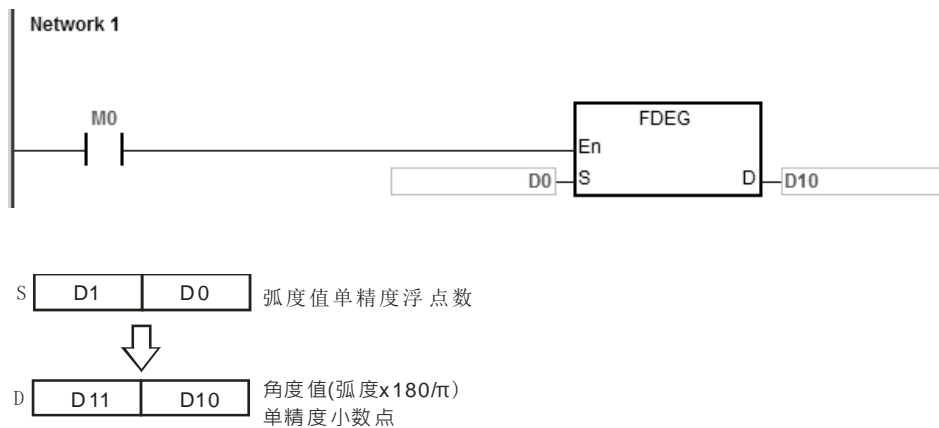 Network 1
M0
FDEG
En
D0 S D D10
S D1 D0 弧度值单精度浮点数
D D11 D10 角度值(弧度x180/π)
单精度小数点